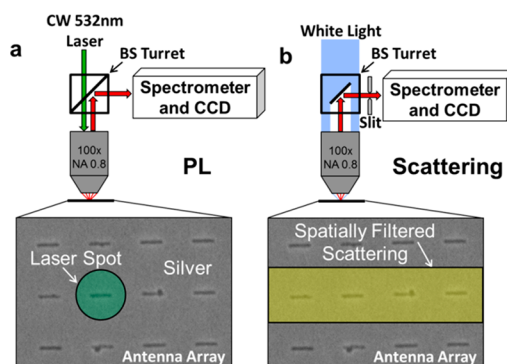 a
CW 532nm
Laser
BS Turret
Spectrometer
and CCD
100x
NA 0.8
PL
Laser Spot
Silver
Antenna Array
b
White Light
BS Turret
Spectrometer
and CCD
Slit
100x
NA 0.8
Scattering
Spatially Filtered
Scattering
Antenna Array